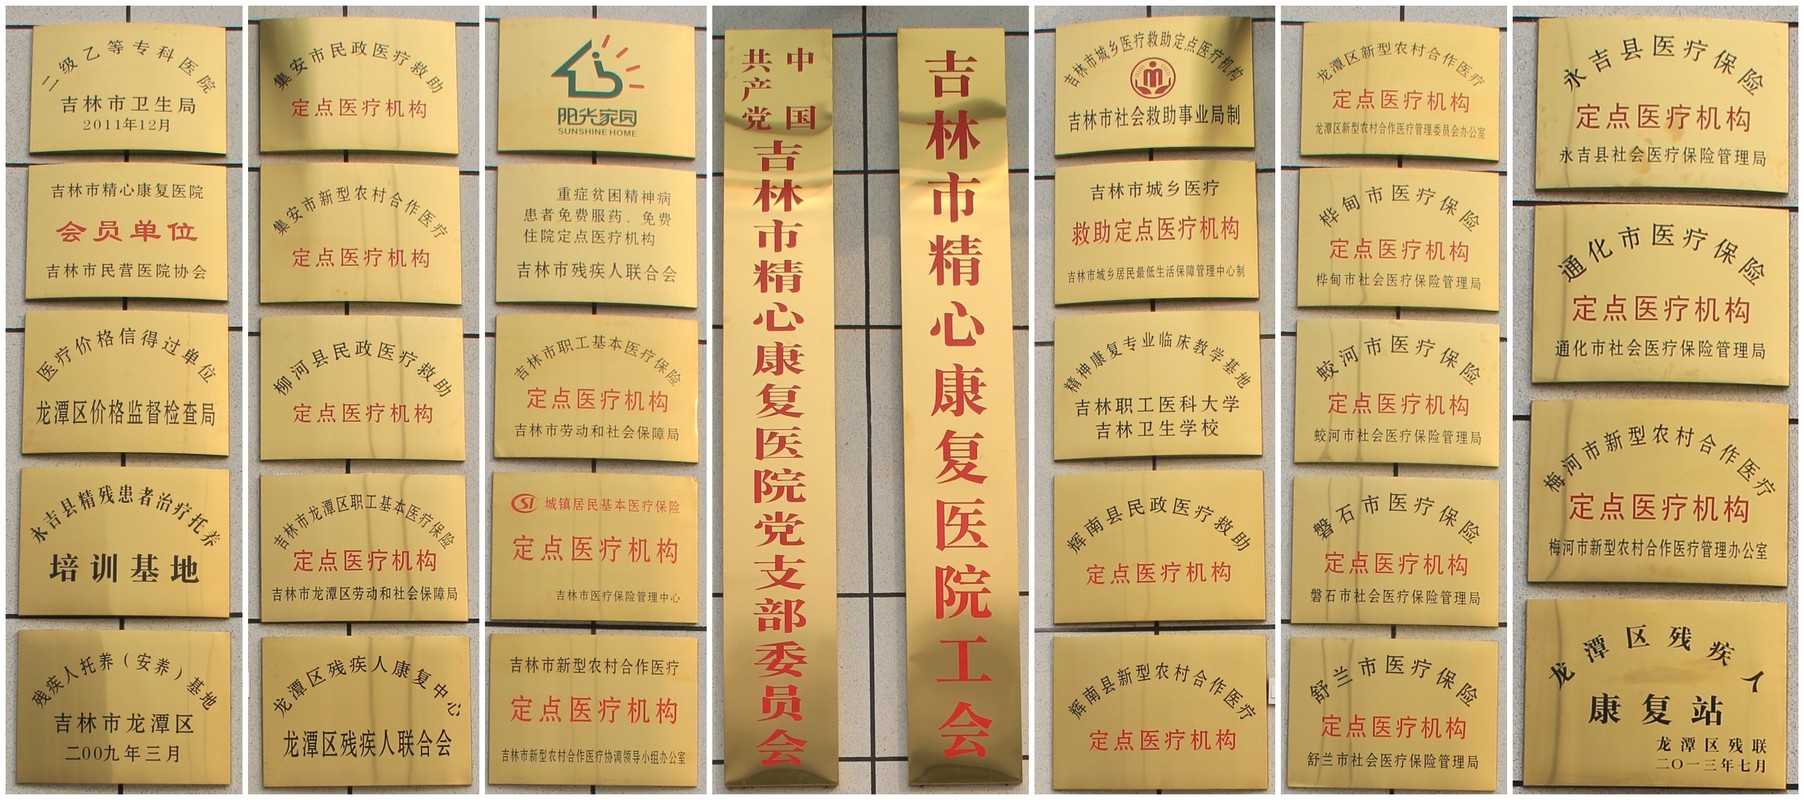 二级乙等专科医院
吉林市卫生局
2011年12月
吉林市精心康复医院
会员单位
吉林市民营医院协会
医疗价格信得过单位
龙潭区价格监督检查局
永吉县精残患者治疗托养
培训基地
残疾人托养（安养）基地
吉林市龙潭区
二00九年三月
集安市民政医疗救助
定点医疗机构
集安市新型农村合作医疗
定点医疗机构
柳河县民政医疗救助
定点医疗机构
吉林市龙潭区职工基本医疗保险
定点医疗机构
吉林市龙潭区劳动和社会保障局
龙潭区残疾人康复中心
龙潭区残疾人联合会
阳光家园
SUNSHINE HOME
重症贫困精神病
患者免费服药、免费
住院定点医疗机构
吉林市残疾人联合会
吉林市职工基本医疗保险
定点医疗机构
吉林市劳动和社会保障局
SI 城镇居民基本医疗保险
定点医疗机构
吉林市医疗保险管理中心
吉林市新型农村合作医疗
定点医疗机构
吉林市新型农村合作医疗协调领导小组办公室
中国
共产党
吉林市精心康复医院党支部委员会
吉林市精心康复医院工会
吉林市城乡医疗救助定点医疗机构
吉林市社会救助事业局制
吉林市城乡医疗
救助定点医疗机构
吉林市城乡居民最低生活保障管理中心制
精神康复专业临床教学基地
吉林职工医科大学
吉林卫生学校
辉南县民政医疗救助
定点医疗机构
辉南县新型农村合作医疗
定点医疗机构
龙潭区新型农村合作医疗
定点医疗机构
龙潭区新型农村合作医疗管理委员会办公室
桦甸市医疗保险
定点医疗机构
桦甸市社会医疗保险管理局
蛟河市医疗保险
定点医疗机构
蛟河市社会医疗保险管理局
磐石市医疗保险
定点医疗机构
磐石市社会医疗保险管理局
舒兰市医疗保险
定点医疗机构
舒兰市社会医疗保险管理局
永吉县医疗保险
定点医疗机构
永吉县社会医疗保险管理局
通化市医疗保险
定点医疗机构
通化市社会医疗保险管理局
梅河市新型农村合作医疗
定点医疗机构
梅河市新型农村合作医疗管理办公室
龙潭区残疾人
康复站
龙潭区残联
二〇一三年七月